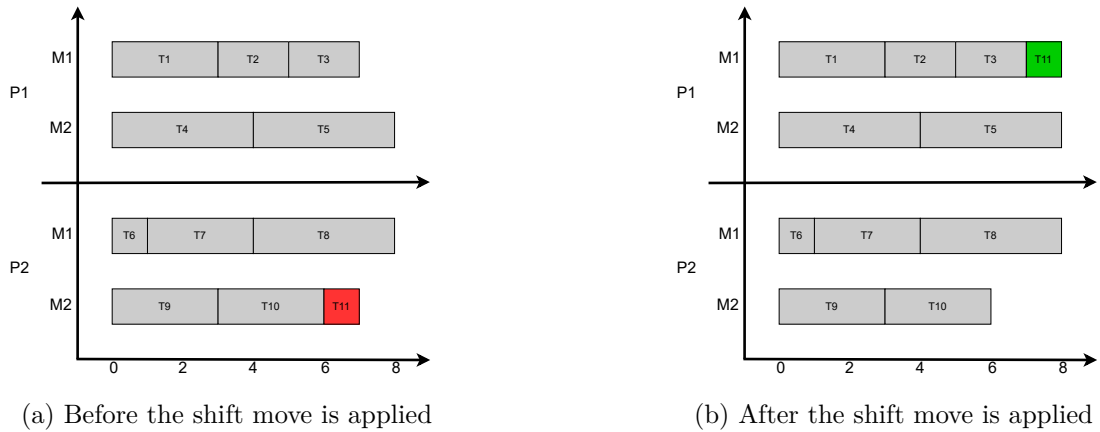 M1 T1 T2 T3
P1
M2 T4 T5
M1 T6 T7 T8
P2
M2 T9 T10 T11
0 2 4 6 8
(a) Before the shift move is applied
M1 T1 T2 T3 T11
P1
M2 T4 T5
M1 T6 T7 T8
P2
M2 T9 T10
0 2 4 6 8
(b) After the shift move is applied